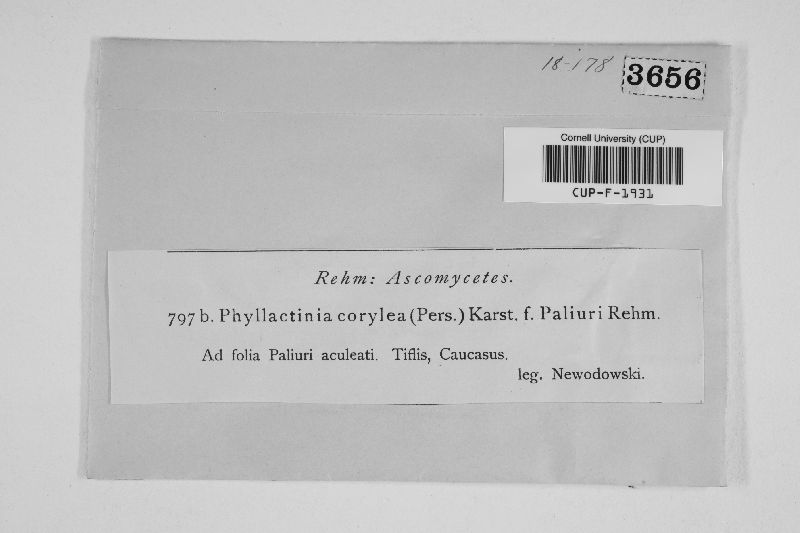 18-178
3656
Cornell University (CUP)
CUP-F-1931
Rehm: Ascomycetes.
797 b. Phyllactinia corylea (Pers.) Karst. f. Paliuri Rehm.
Ad folia Paliuri aculeati. Tiflis, Caucasus.
leg. Newodowski.